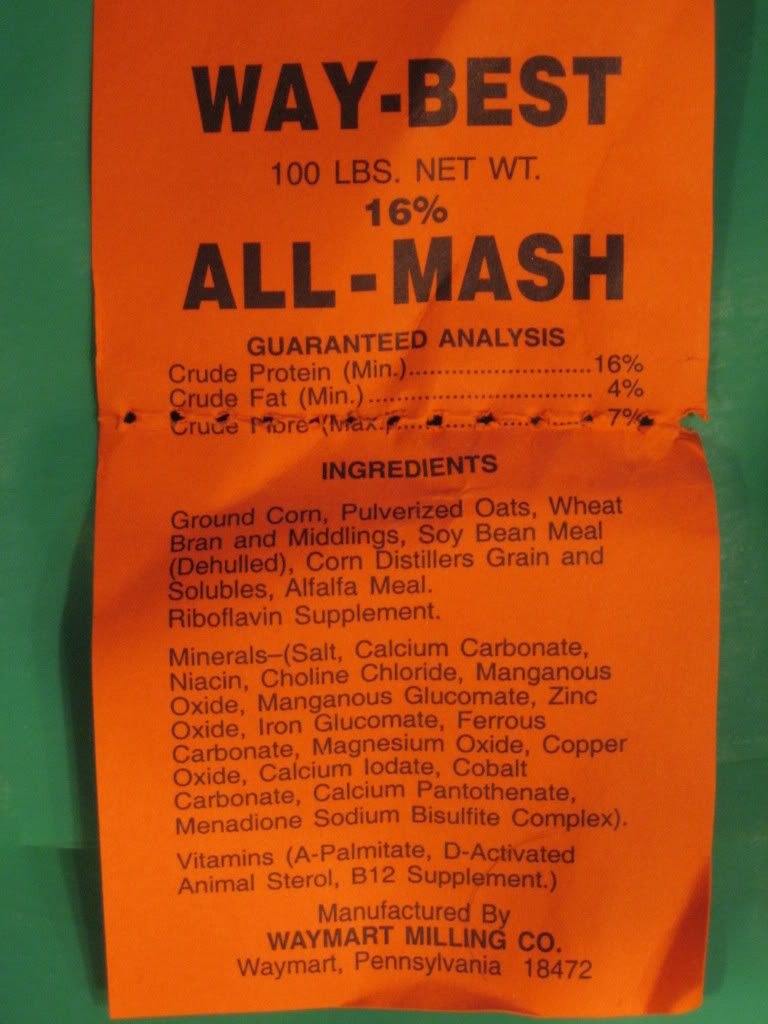 WAY-BEST
100 LBS. NET WT.
16%
ALL-MASH
GUARANTEED ANALYSIS
Crude Protein (Min.)..............................16%
Crude Fat (Min.).................................... 4%
Crude Fibre (Max.)............................... 7%
INGREDIENTS
Ground Corn, Pulverized Oats, Wheat
Bran and Middlings, Soy Bean Meal
(Dehulled), Corn Distillers Grain and
Solubles, Alfalfa Meal.
Riboflavin Supplement.
Minerals–(Salt, Calcium Carbonate,
Niacin, Choline Chloride, Manganous
Oxide, Manganous Glucomate, Zinc
Oxide, Iron Glucomate, Ferrous
Carbonate, Magnesium Oxide, Copper
Oxide, Calcium Iodate, Cobalt
Carbonate, Calcium Pantothenate,
Menadione Sodium Bisulfite Complex).
Vitamins (A-Palmitate, D-Activated
Animal Sterol, B12 Supplement.)
Manufactured By
WAYMART MILLING CO.
Waymart, Pennsylvania 18472